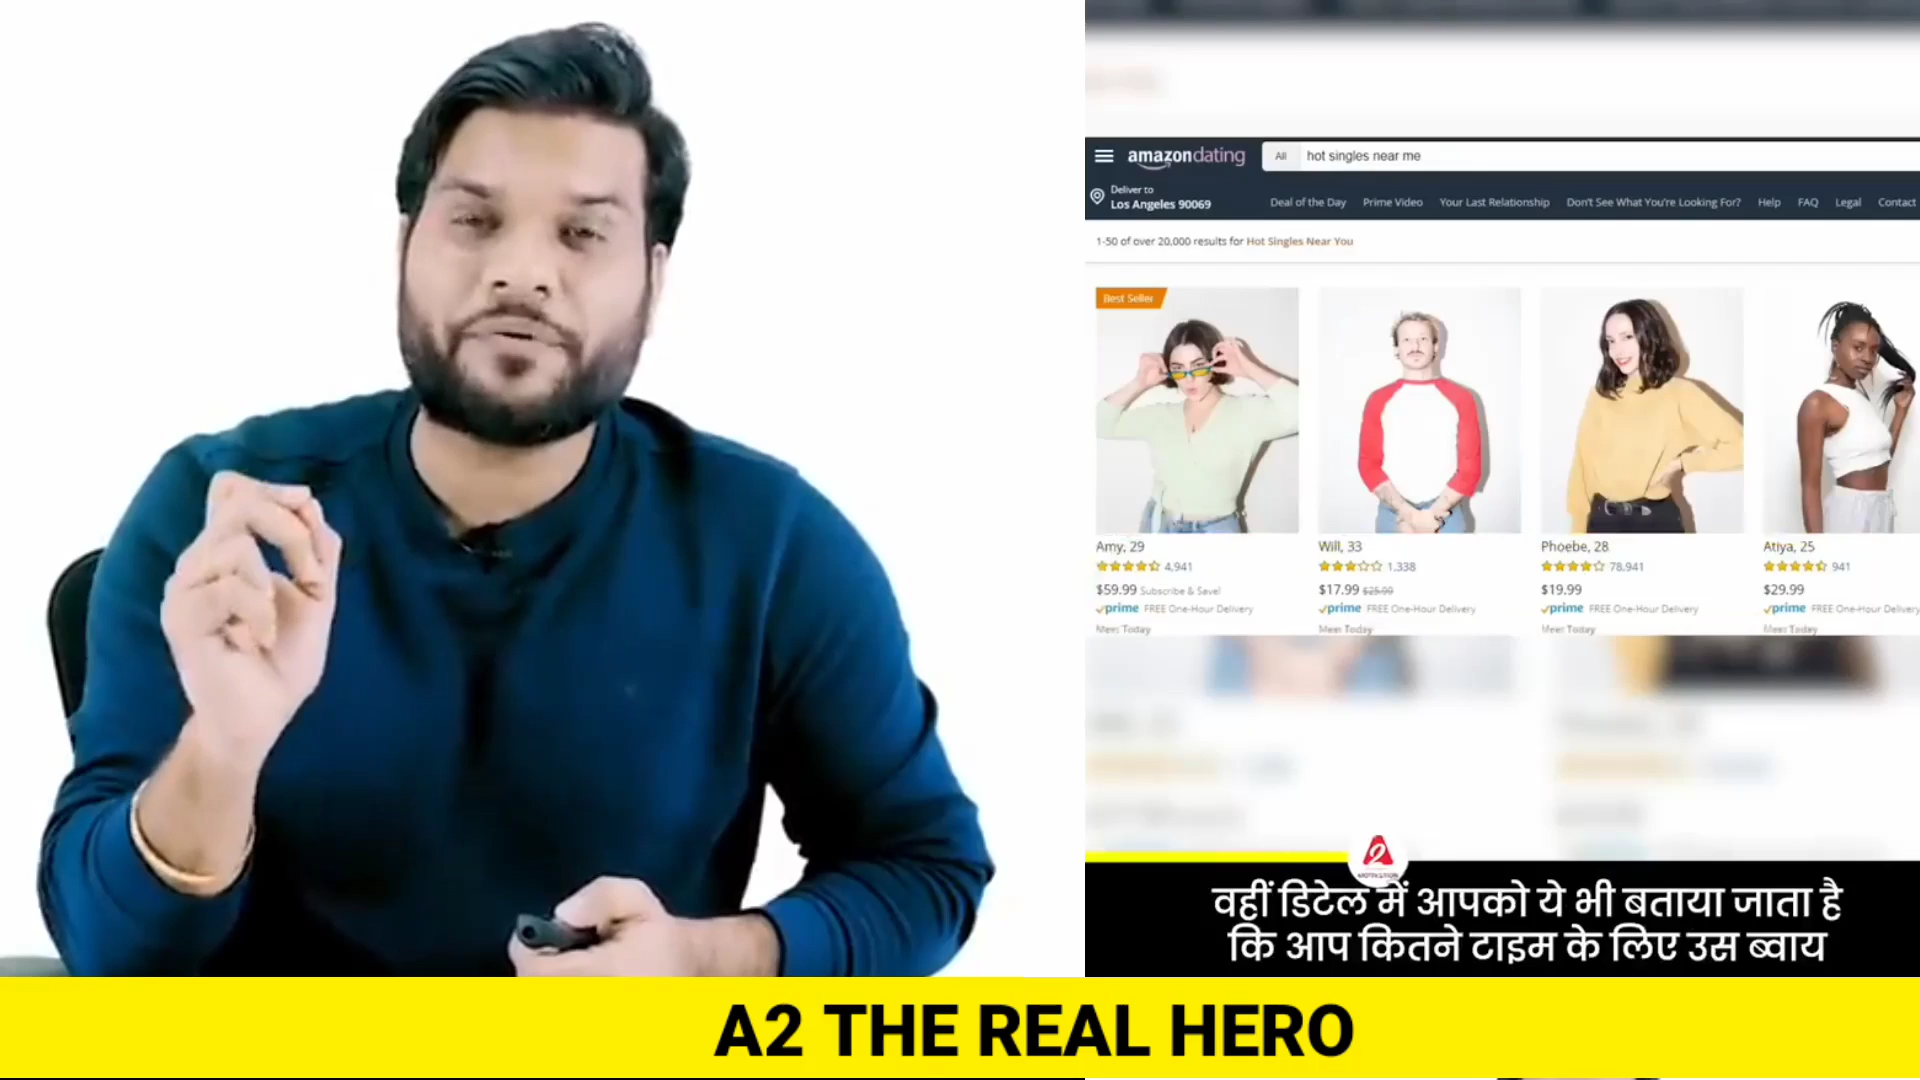 amazondating
All
hot singles near me
Deliver to
Los Angeles 90069
Deal of the Day
Prime Video
Your Last Relationship
Don't See What You're Looking For?
Help
FAQ
Legal
Contact
1-50 of over 20,000 results for Hot Singles Near You
Best Seller
Amy, 29
4,941
$59.99 Subscribe & Save!
prime FREE One-Hour Delivery
Meet Today
Will, 33
1,338
$17.99 $25.99
prime FREE One-Hour Delivery
Meet Today
Phoebe, 28
78,941
$19.99
prime FREE One-Hour Delivery
Meet Today
Atiya, 25
941
$29.99
prime FREE One-Hour Delivery
Meet Today
A2
MOTIVATION
वहीं डिटेल में आपको ये भी बताया जाता है
कि आप कितने टाइम के लिए उस ब्वाय
A2 THE REAL HERO